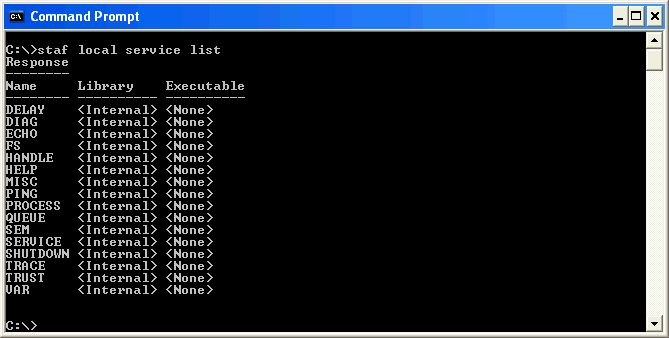 Command Prompt
C:\>staf local service list
Response
--------
Name     Library    Executable
-------- ---------- ----------
DELAY    <Internal> <None>
DIAG     <Internal> <None>
ECHO     <Internal> <None>
FS       <Internal> <None>
HANDLE   <Internal> <None>
HELP     <Internal> <None>
MISC     <Internal> <None>
PING     <Internal> <None>
PROCESS  <Internal> <None>
QUEUE    <Internal> <None>
SEM      <Internal> <None>
SERVICE  <Internal> <None>
SHUTDOWN <Internal> <None>
TRACE    <Internal> <None>
TRUST    <Internal> <None>
VAR      <Internal> <None>
C:\>